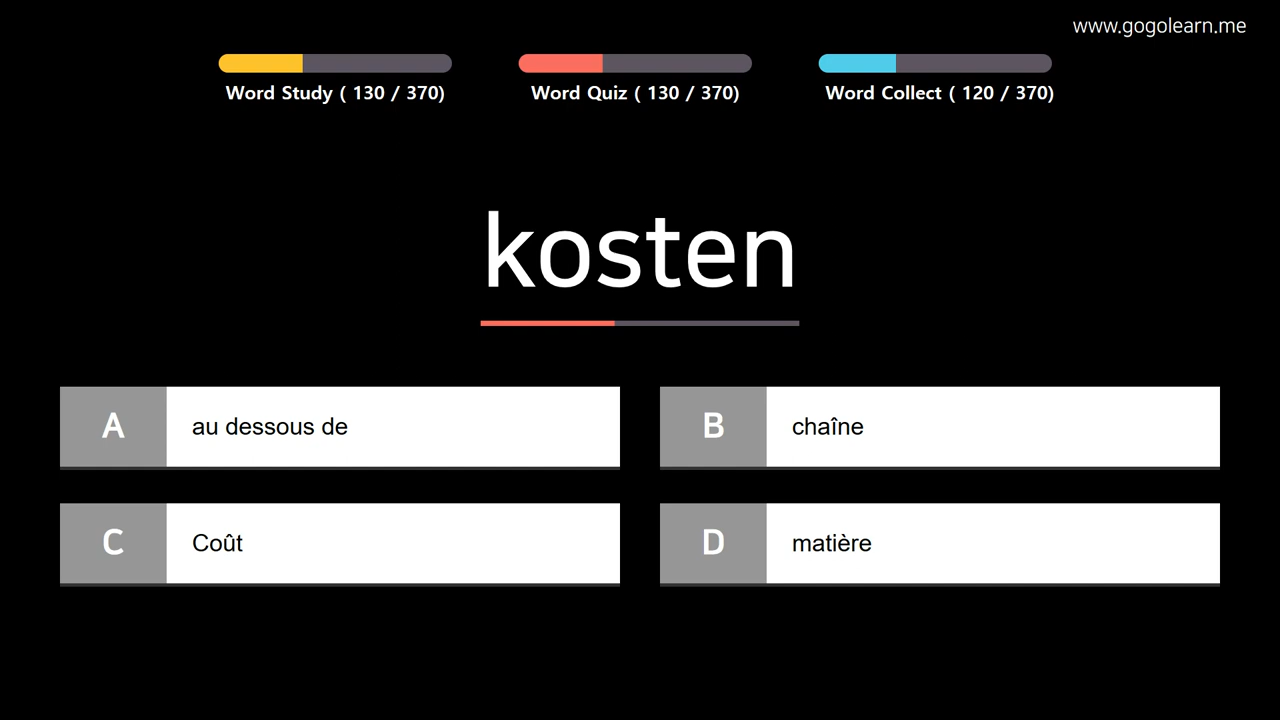 www.gogolearn.me
Word Study ( 130 / 370)
Word Quiz ( 130 / 370)
Word Collect ( 120 / 370)
kosten
A au dessous de
B chaîne
C Coût
D matière